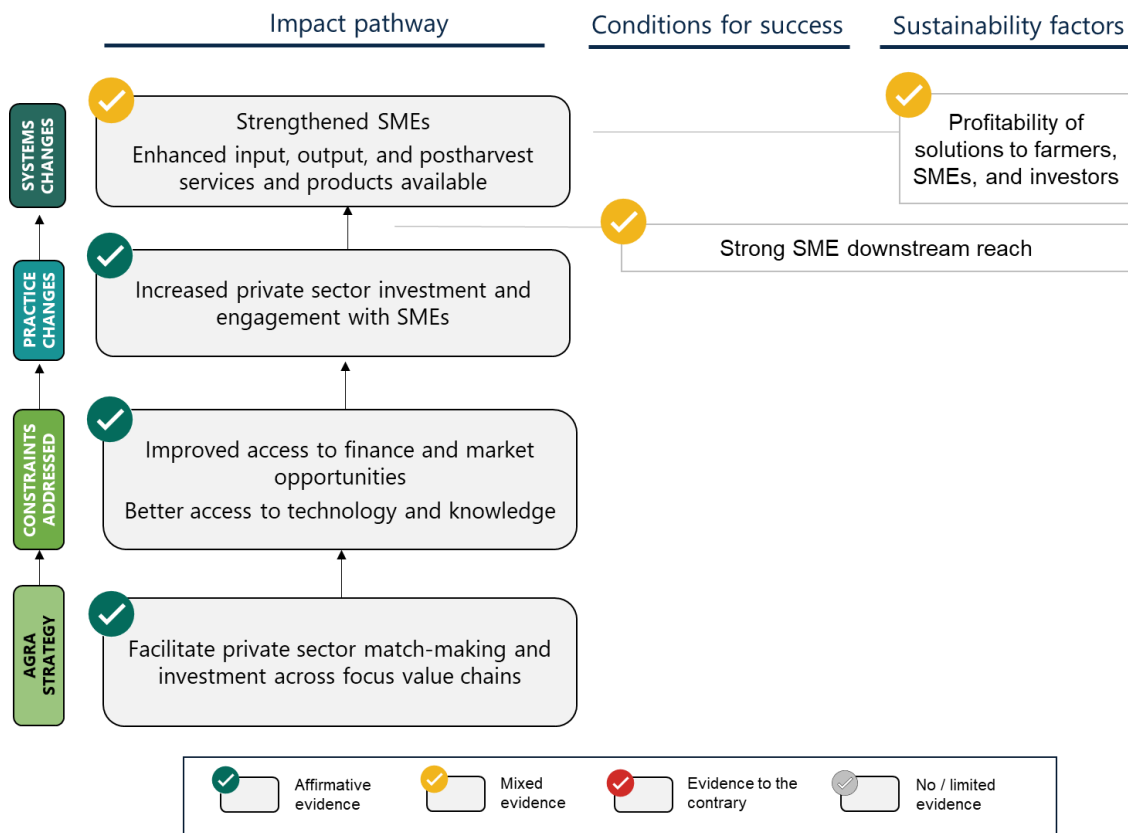 Impact pathway
Conditions for success
Sustainability factors
SYSTEMS
CHANGES
Strengthened SMEs
Enhanced input, output, and postharvest
services and products available
Profitability of
solutions to farmers,
SMEs, and investors
Strong SME downstream reach
PRACTICE
CHANGES
Increased private sector investment and
engagement with SMEs
CONSTRAINTS
ADDRESSED
Improved access to finance and market
opportunities
Better access to technology and knowledge
AGRA
STRATEGY
Facilitate private sector match-making and
investment across focus value chains
Affirmative
evidence
Mixed
evidence
Evidence to the
contrary
No / limited
evidence